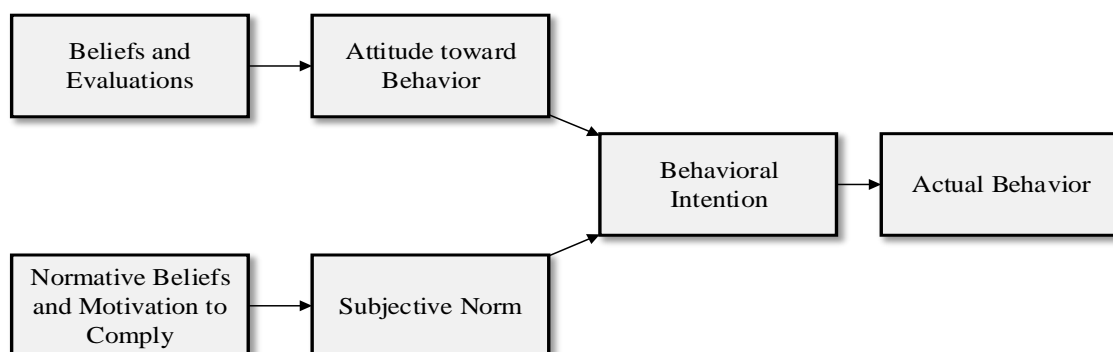 Beliefs and
Evaluations
Attitude toward
Behavior
Behavioral
Intention
Actual Behavior
Normative Beliefs
and Motivation to
Comply
Subjective Norm